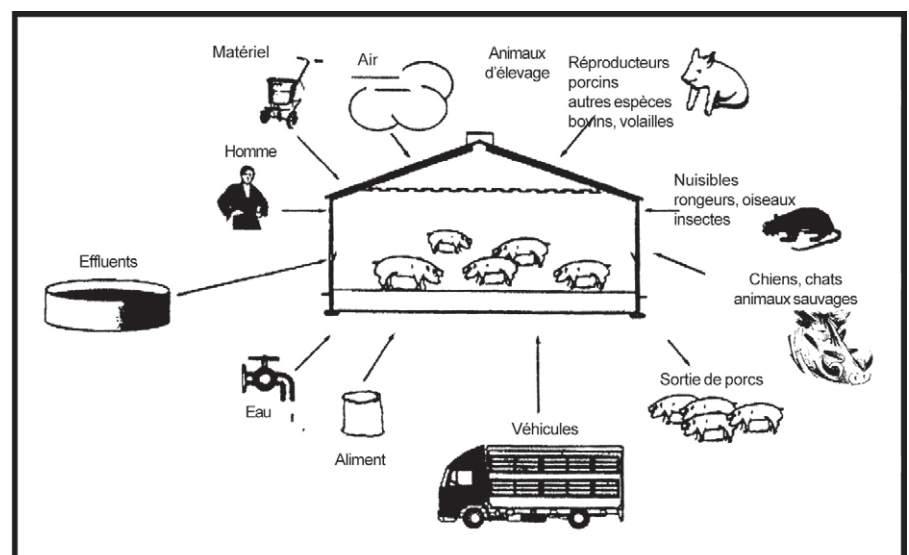 Matériel
Air
Animaux
d'élevage
Réproducteurs
porcins
autres espèces
bovins, volailles
Homme
Nuisibles
rongeurs, oiseaux
insectes
Effluents
Chiens, chats
animaux sauvages
Eau
Aliment
Véhicules
Sortie de porcs